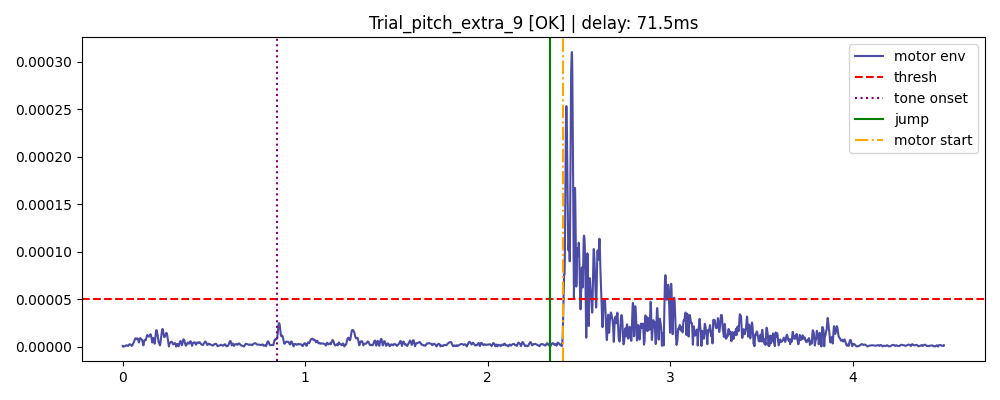 Trial_pitch_extra_9 [OK] | delay: 71.5ms
0.00030
0.00025
0.00020
0.00015
0.00010
0.00005
0.00000
motor env
thresh
tone onset
jump
motor start
0 1 2 3 4